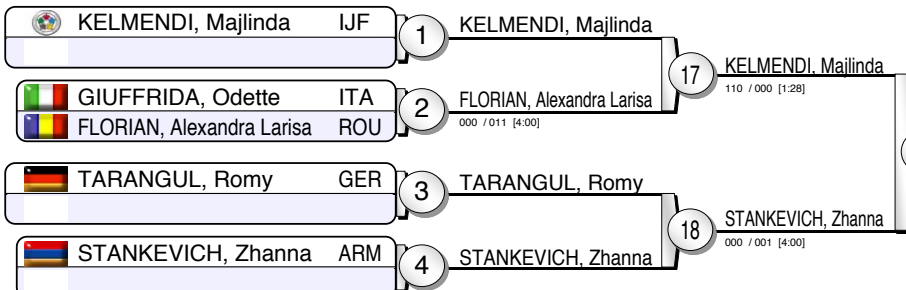 KELMENDI, Majlinda IJF
1
KELMENDI, Majlinda
17
KELMENDI, Majlinda
110 / 000 [1:28]
GIUFFRIDA, Odette ITA
FLORIAN, Alexandra Larisa ROU
2
FLORIAN, Alexandra Larisa
000 / 011 [4:00]
TARANGUL, Romy GER
3
TARANGUL, Romy
18
STANKEVICH, Zhanna
000 / 001 [4:00]
STANKEVICH, Zhanna ARM
4
STANKEVICH, Zhanna